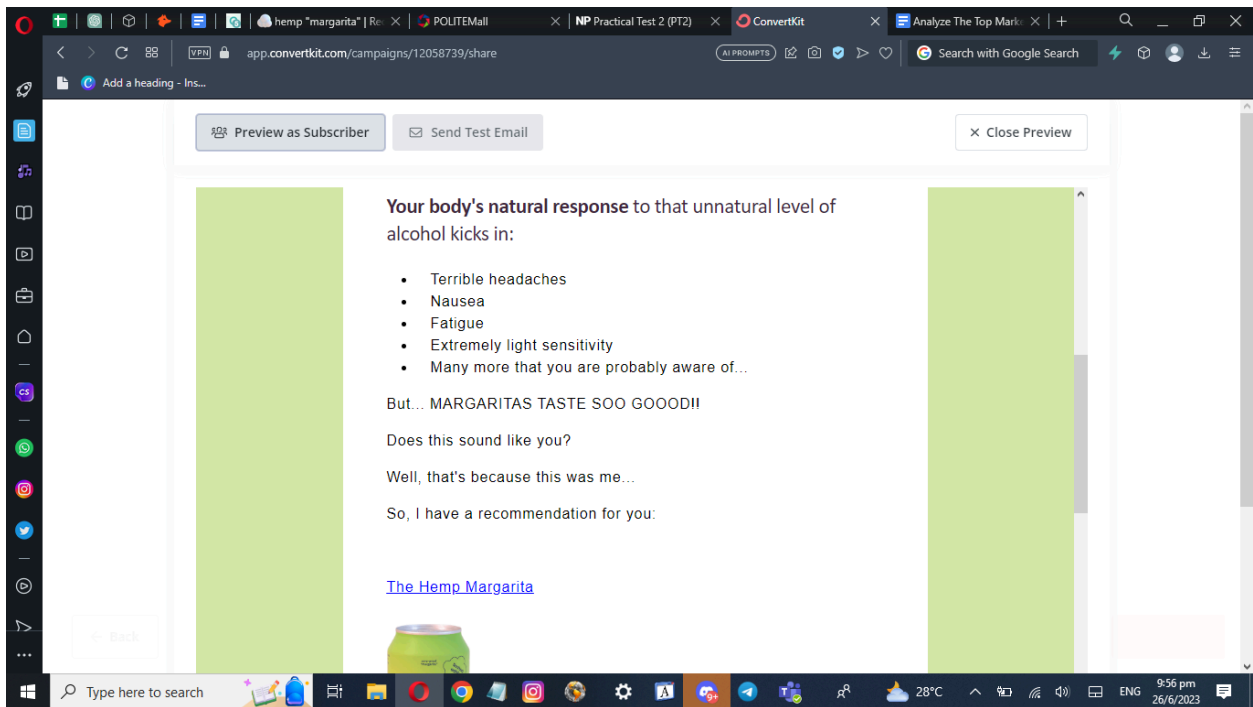 hemp "margarita" | Re
POLITEMall
NP Practical Test 2 (PT2)
ConvertKit
Analyze The Top Mark
VPN
app.convertkit.com/campaigns/12058739/share
AI PROMPTS
Search with Google Search
Add a heading - Ins...
Preview as Subscriber
Send Test Email
Close Preview
Your body's natural response to that unnatural level of
alcohol kicks in:
• Terrible headaches
• Nausea
• Fatigue
• Extremely light sensitivity
• Many more that you are probably aware of...
But... MARGARITAS TASTE SOO GOOOD!!
Does this sound like you?
Well, that's because this was me...
So, I have a recommendation for you:
The Hemp Margarita
CS
← Back
Type here to search
9+
28°C
ENG
9:56 pm
26/6/2023